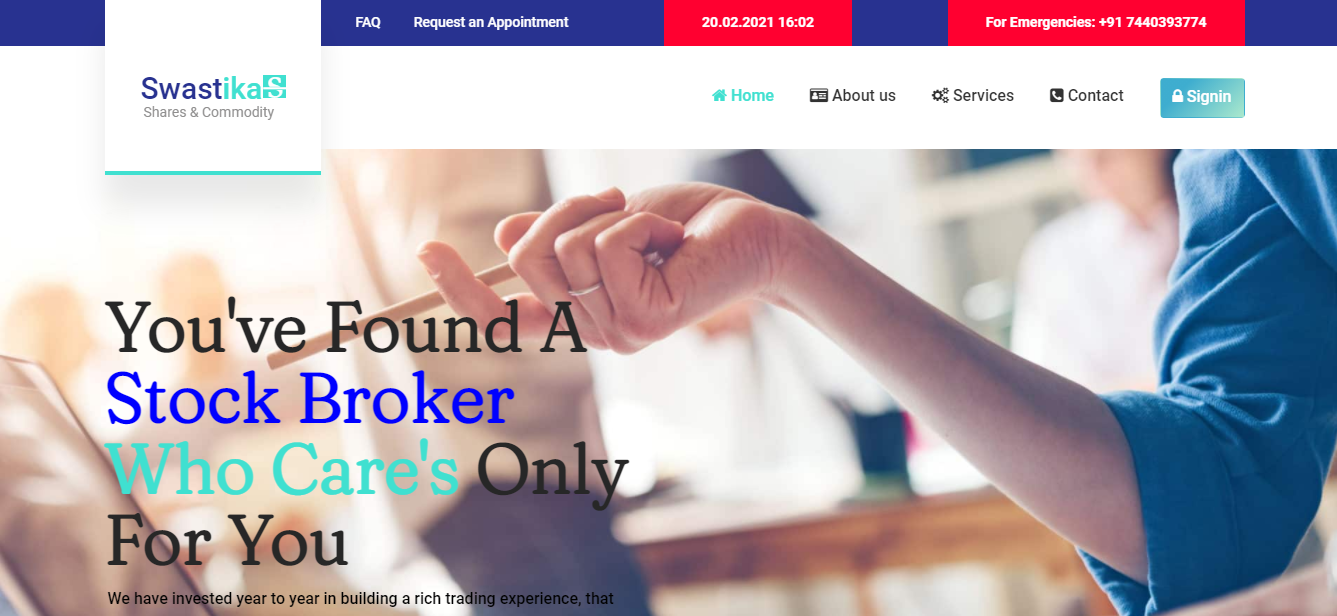 FAQ Request an Appointment 20.02.2021 16:02 For Emergencies: +91 7440393774
SwastikaS
Shares & Commodity
Home About us Services Contact Signin
You've Found A
Stock Broker
Who Care's Only
For You
We have invested year to year in building a rich trading experience, that